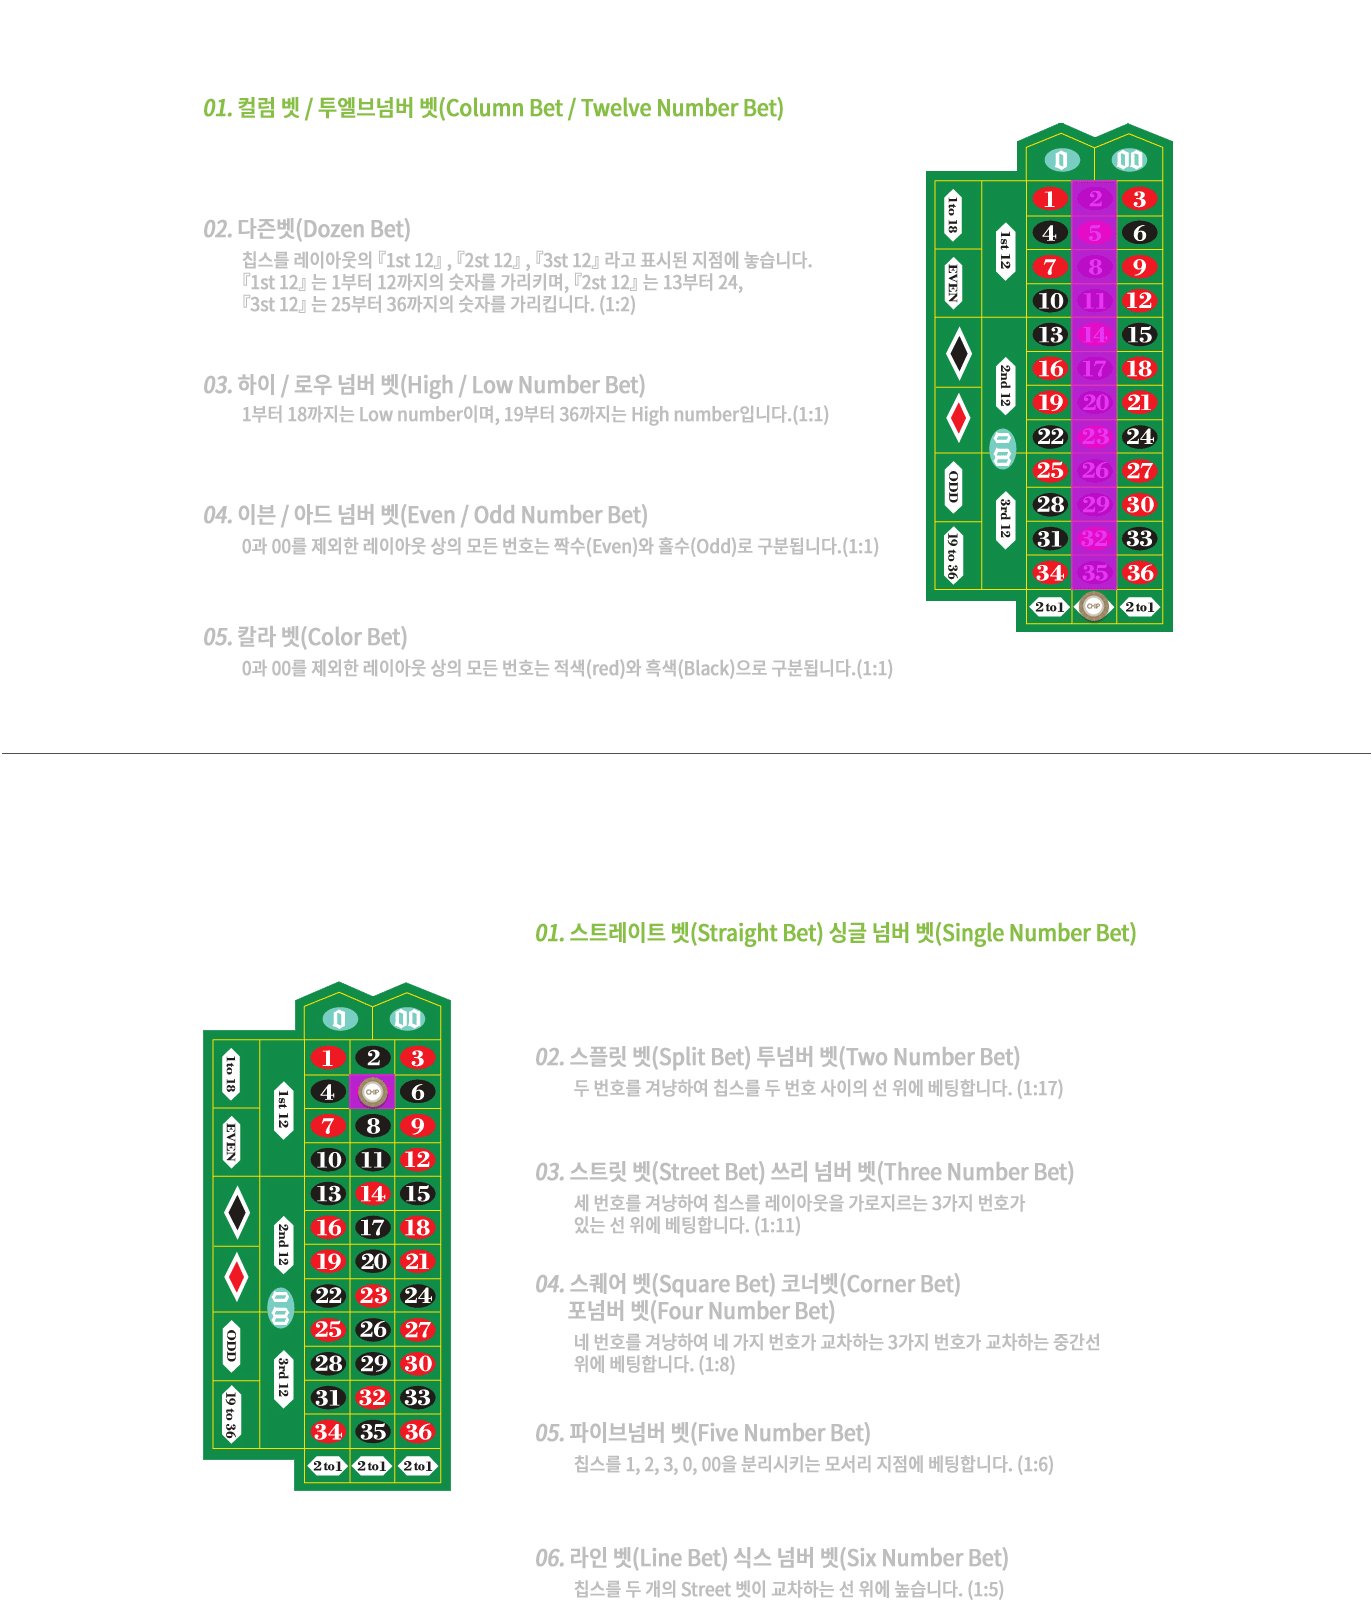 01. 컬럼 벳 / 투엘브넘버 벳(Column Bet / Twelve Number Bet)
02. 다즌벳(Dozen Bet)
칩스를 레이아웃의『1st 12』,『2st 12』,『3st 12』라고 표시된 지점에 놓습니다.
『1st 12』는 1부터 12까지의 숫자를 가리키며,『2st 12』는 13부터 24,
『3st 12』는 25부터 36까지의 숫자를 가리킵니다. (1:2)
03. 하이 / 로우 넘버 벳(High / Low Number Bet)
1부터 18까지는 Low number이며, 19부터 36까지는 High number입니다.(1:1)
04. 이븐 / 아드 넘버 벳(Even / Odd Number Bet)
0과 00를 제외한 레이아웃 상의 모든 번호는 짝수(Even)와 홀수(Odd)로 구분됩니다.(1:1)
05. 칼라 벳(Color Bet)
0과 00를 제외한 레이아웃 상의 모든 번호는 적색(red)와 흑색(Black)으로 구분됩니다.(1:1)
0 00
1 2 3
4 5 6
7 8 9
10 11 12
13 14 15
16 17 18
19 20 21
22 23 24
25 26 27
28 29 30
31 32 33
34 35 36
2 to 1 CHIP 2 to 1
1 to 18
EVEN
ODD
19 to 36
1st 12
2nd 12
00
3rd 12
01. 스트레이트 벳(Straight Bet) 싱글 넘버 벳(Single Number Bet)
02. 스플릿 벳(Split Bet) 투넘버 벳(Two Number Bet)
두 번호를 겨냥하여 칩스를 두 번호 사이의 선 위에 베팅합니다. (1:17)
03. 스트릿 벳(Street Bet) 쓰리 넘버 벳(Three Number Bet)
세 번호를 겨냥하여 칩스를 레이아웃을 가로지르는 3가지 번호가
있는 선 위에 베팅합니다. (1:11)
04. 스퀘어 벳(Square Bet) 코너벳(Corner Bet)
포넘버 벳(Four Number Bet)
네 번호를 겨냥하여 네 가지 번호가 교차하는 3가지 번호가 교차하는 중간선
위에 베팅합니다. (1:8)
05. 파이브넘버 벳(Five Number Bet)
칩스를 1, 2, 3, 0, 00을 분리시키는 모서리 지점에 베팅합니다. (1:6)
06. 라인 벳(Line Bet) 식스 넘버 벳(Six Number Bet)
칩스를 두 개의 Street 벳이 교차하는 선 위에 높습니다. (1:5)
0 00
1 2 3
4 CHIP 6
7 8 9
10 11 12
13 14 15
16 17 18
19 20 21
22 23 24
25 26 27
28 29 30
31 32 33
34 35 36
2 to 1 2 to 1 2 to 1
1 to 18
EVEN
ODD
19 to 36
1st 12
2nd 12
00
3rd 12